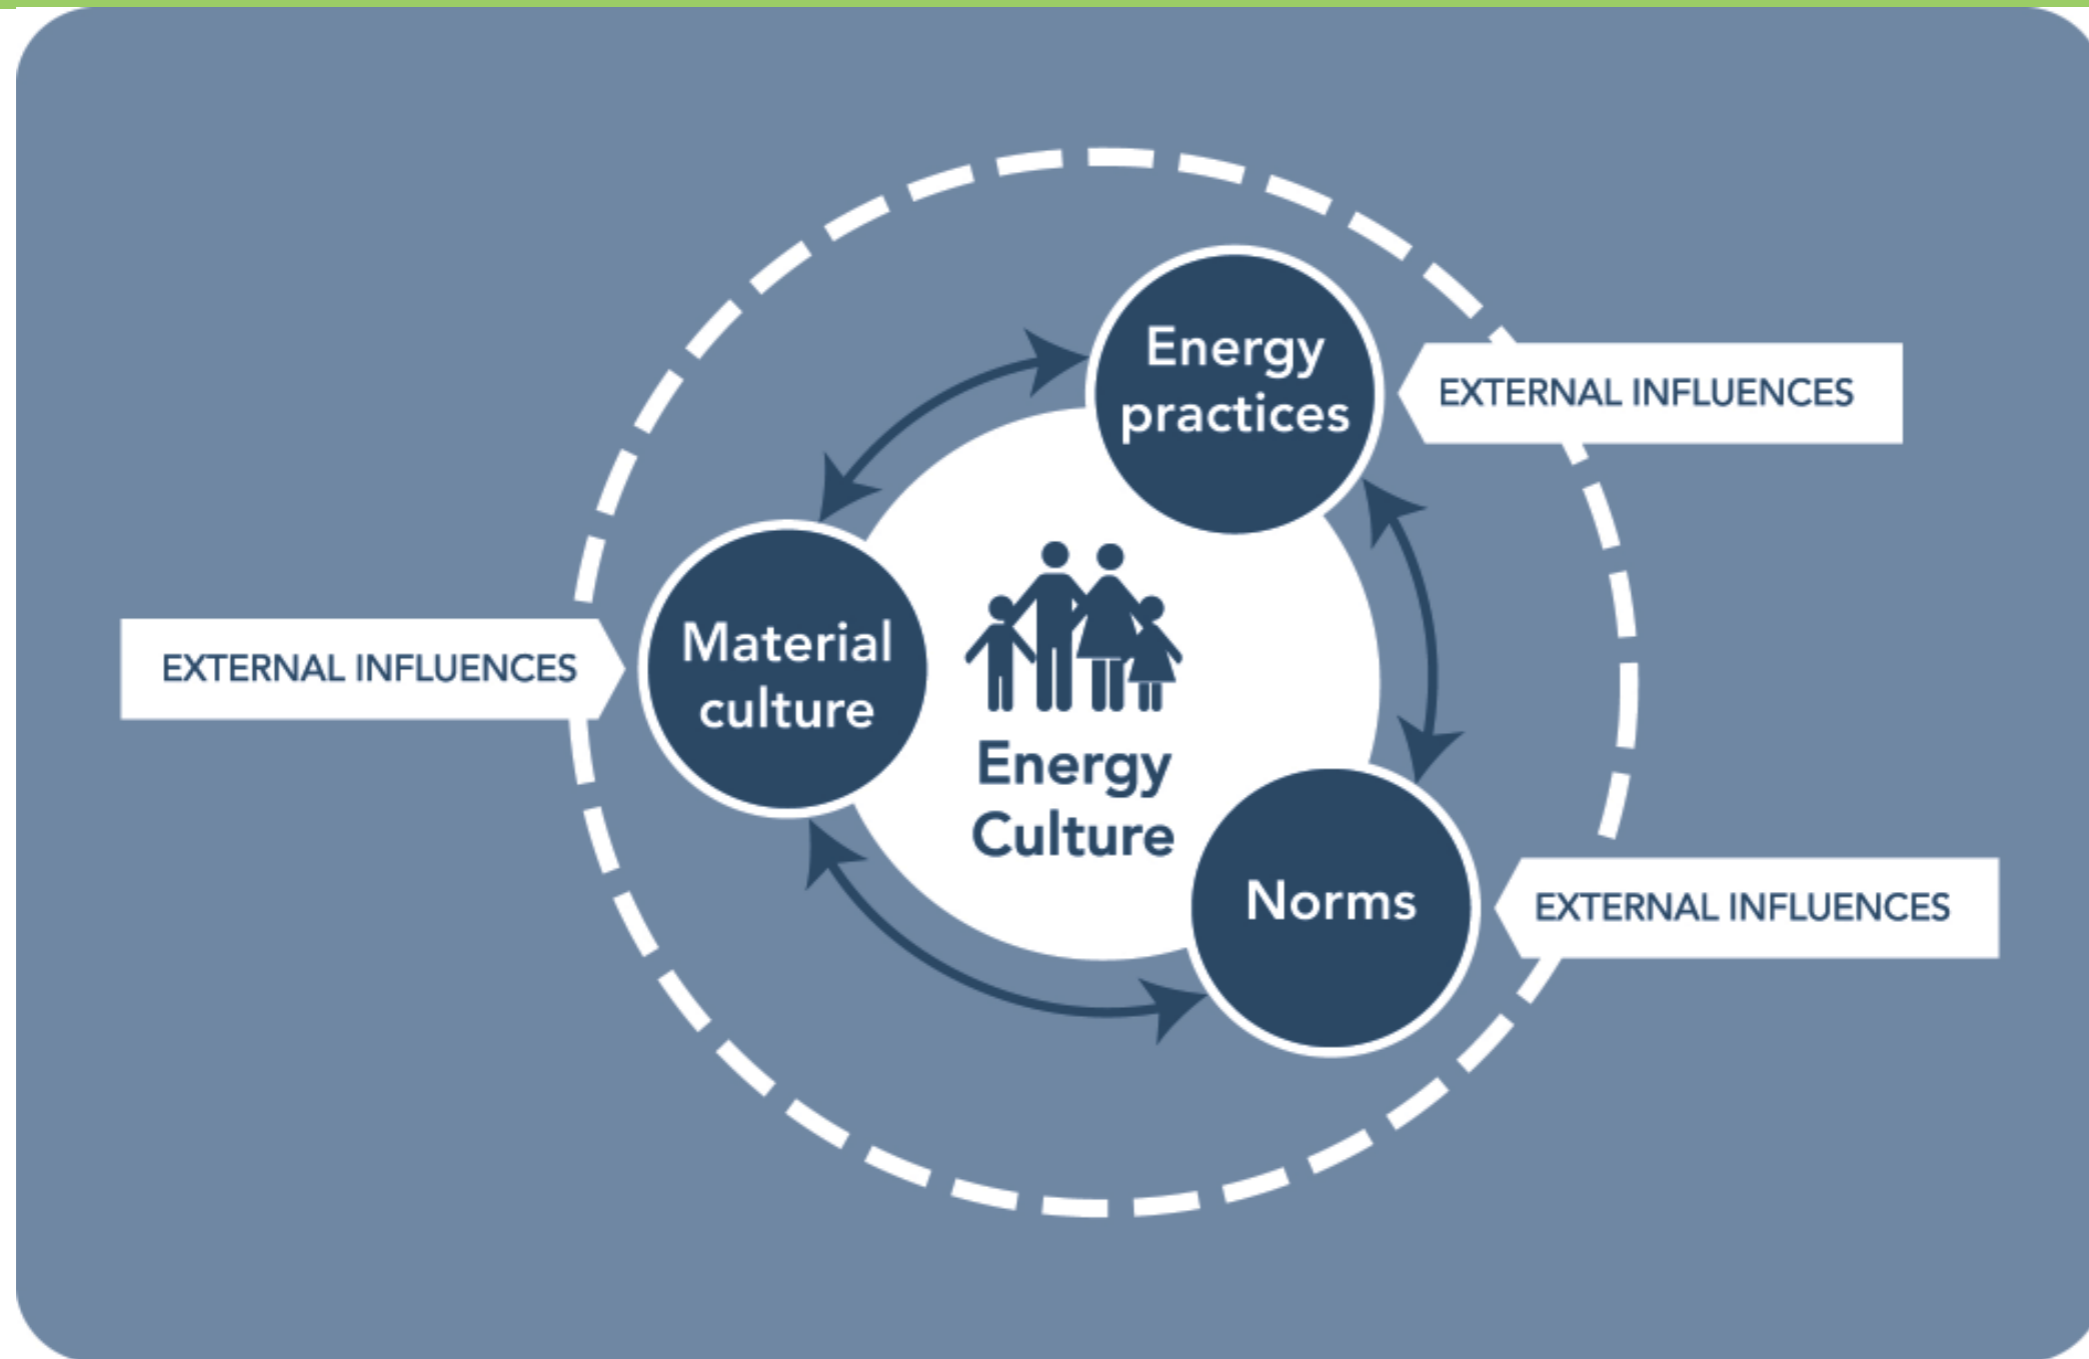 Energy
practices
EXTERNAL INFLUENCES
EXTERNAL INFLUENCES
Material
culture
Energy
Culture
Norms
EXTERNAL INFLUENCES